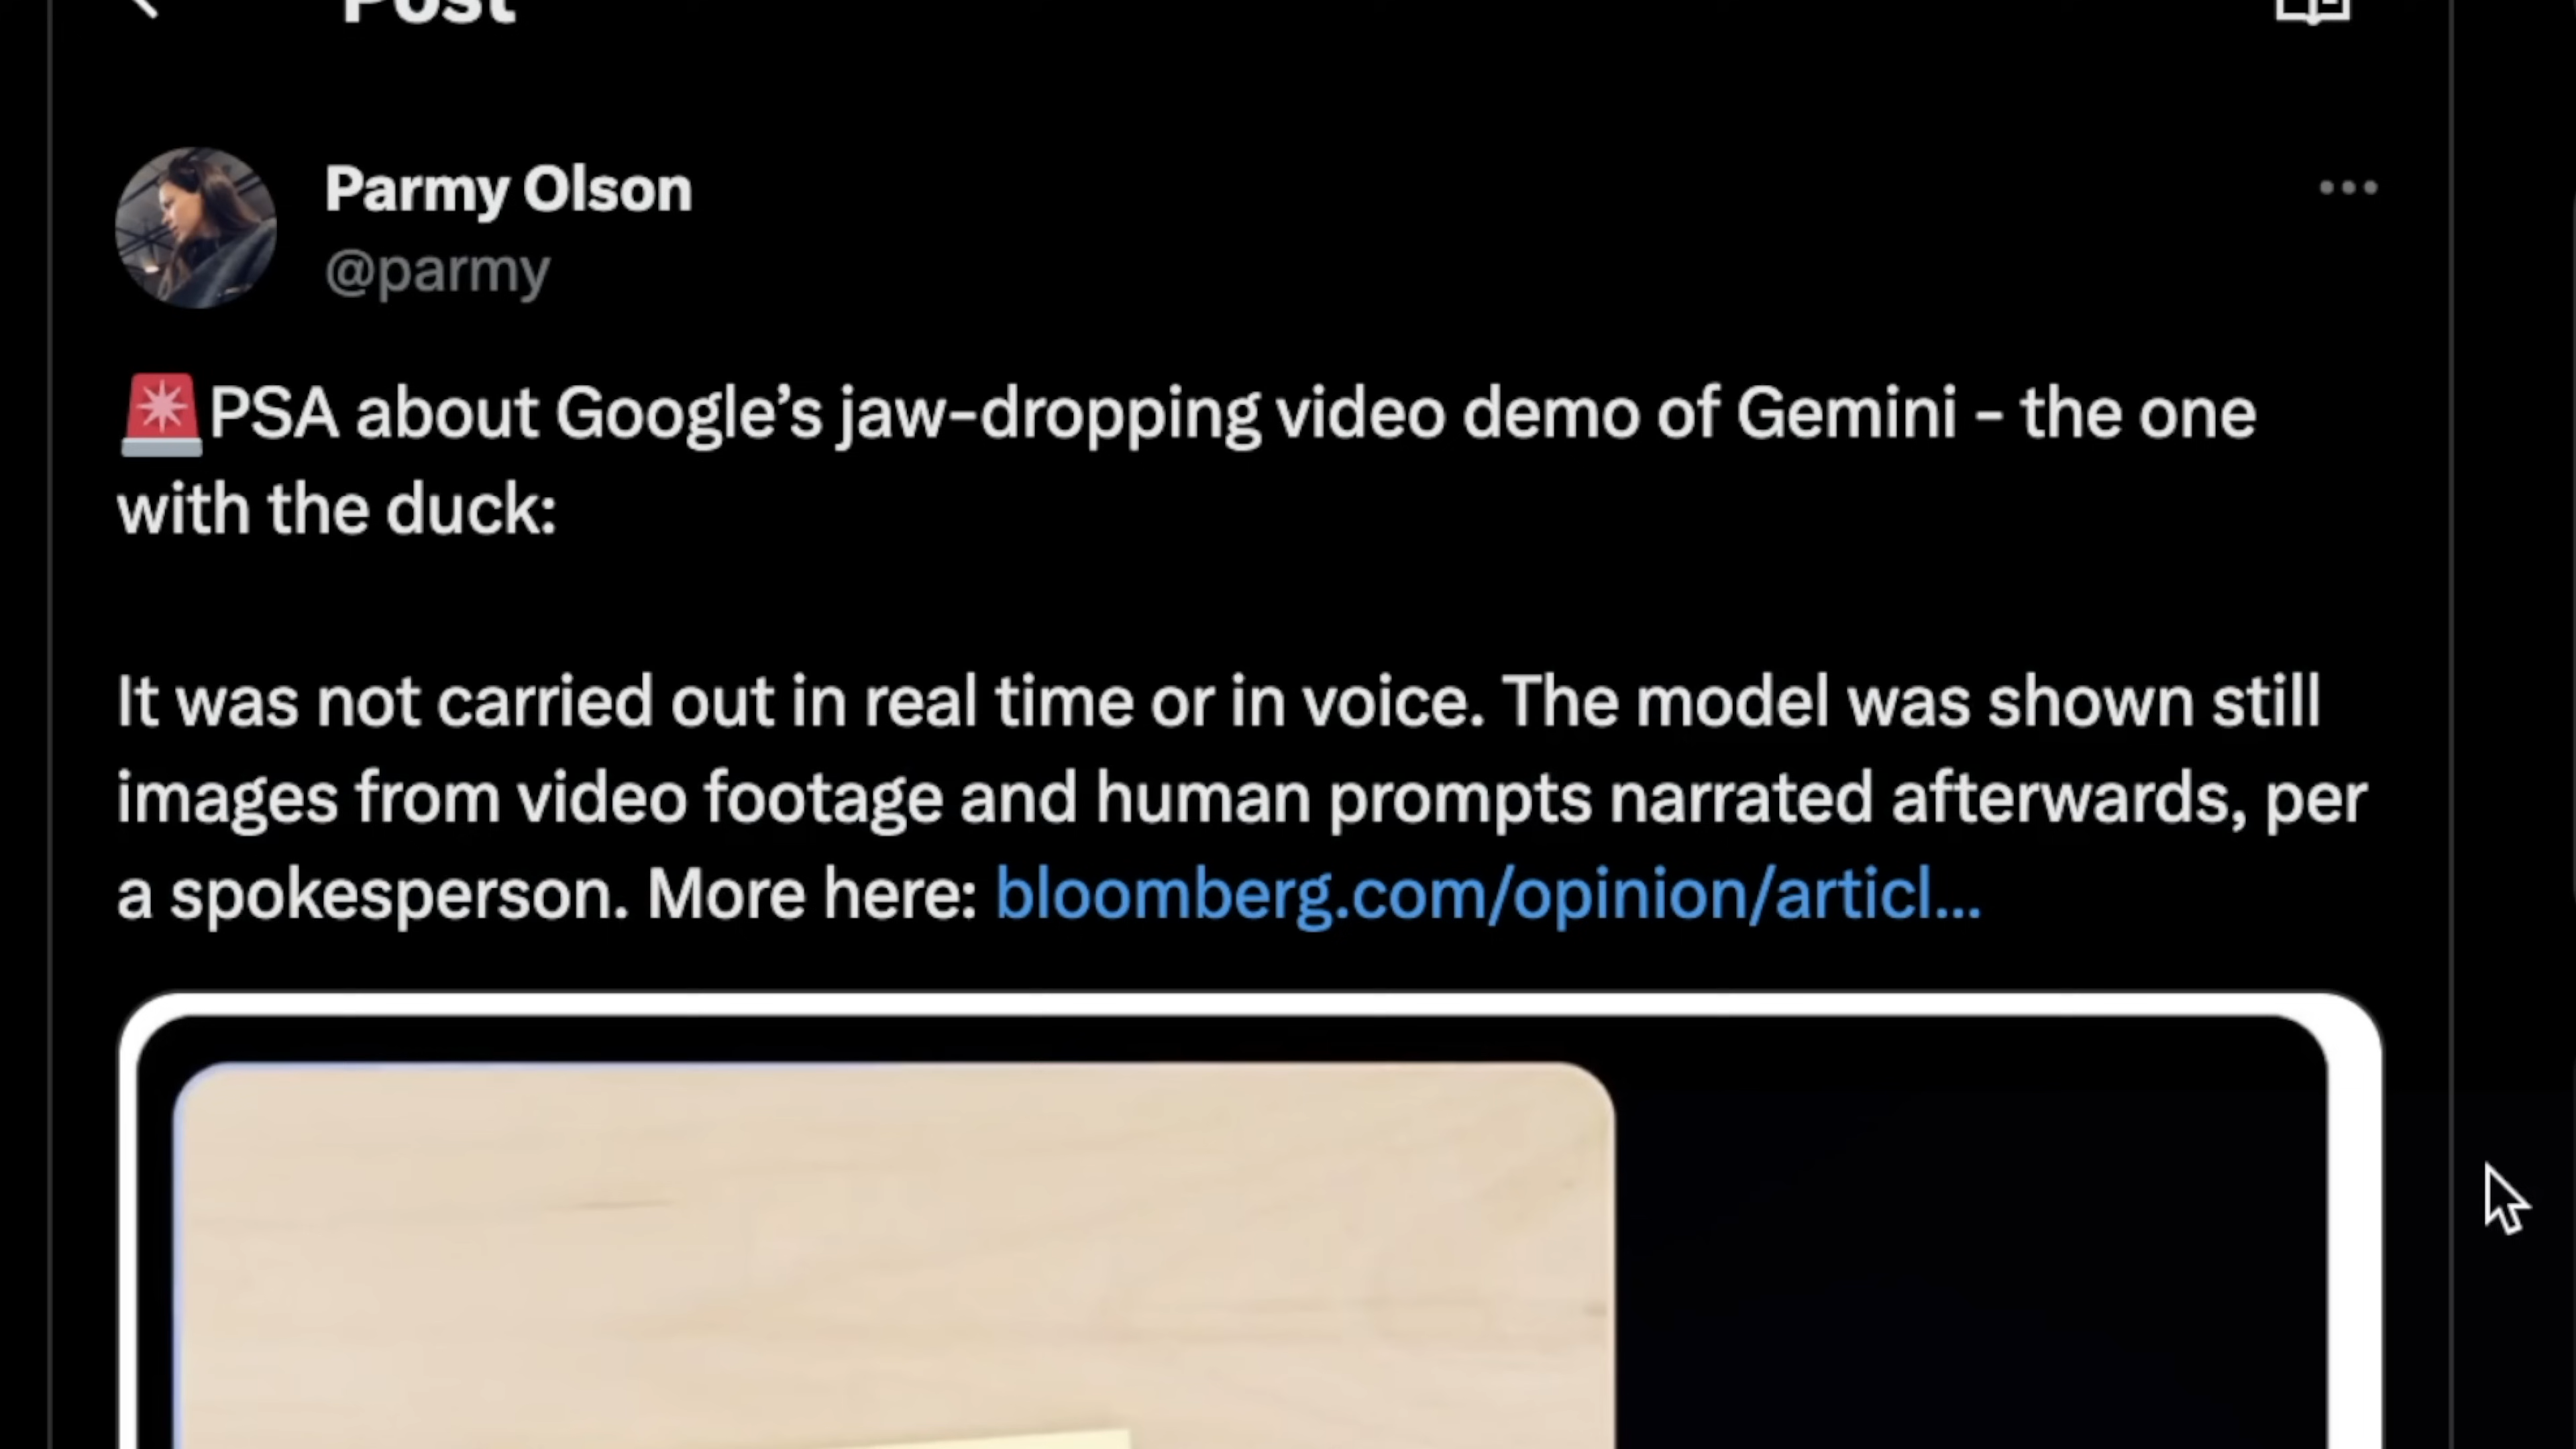 Post
Parmy Olson
@parmy
🚨PSA about Google’s jaw-dropping video demo of Gemini - the one
with the duck:
It was not carried out in real time or in voice. The model was shown still
images from video footage and human prompts narrated afterwards, per
a spokesperson. More here: bloomberg.com/opinion/articl...